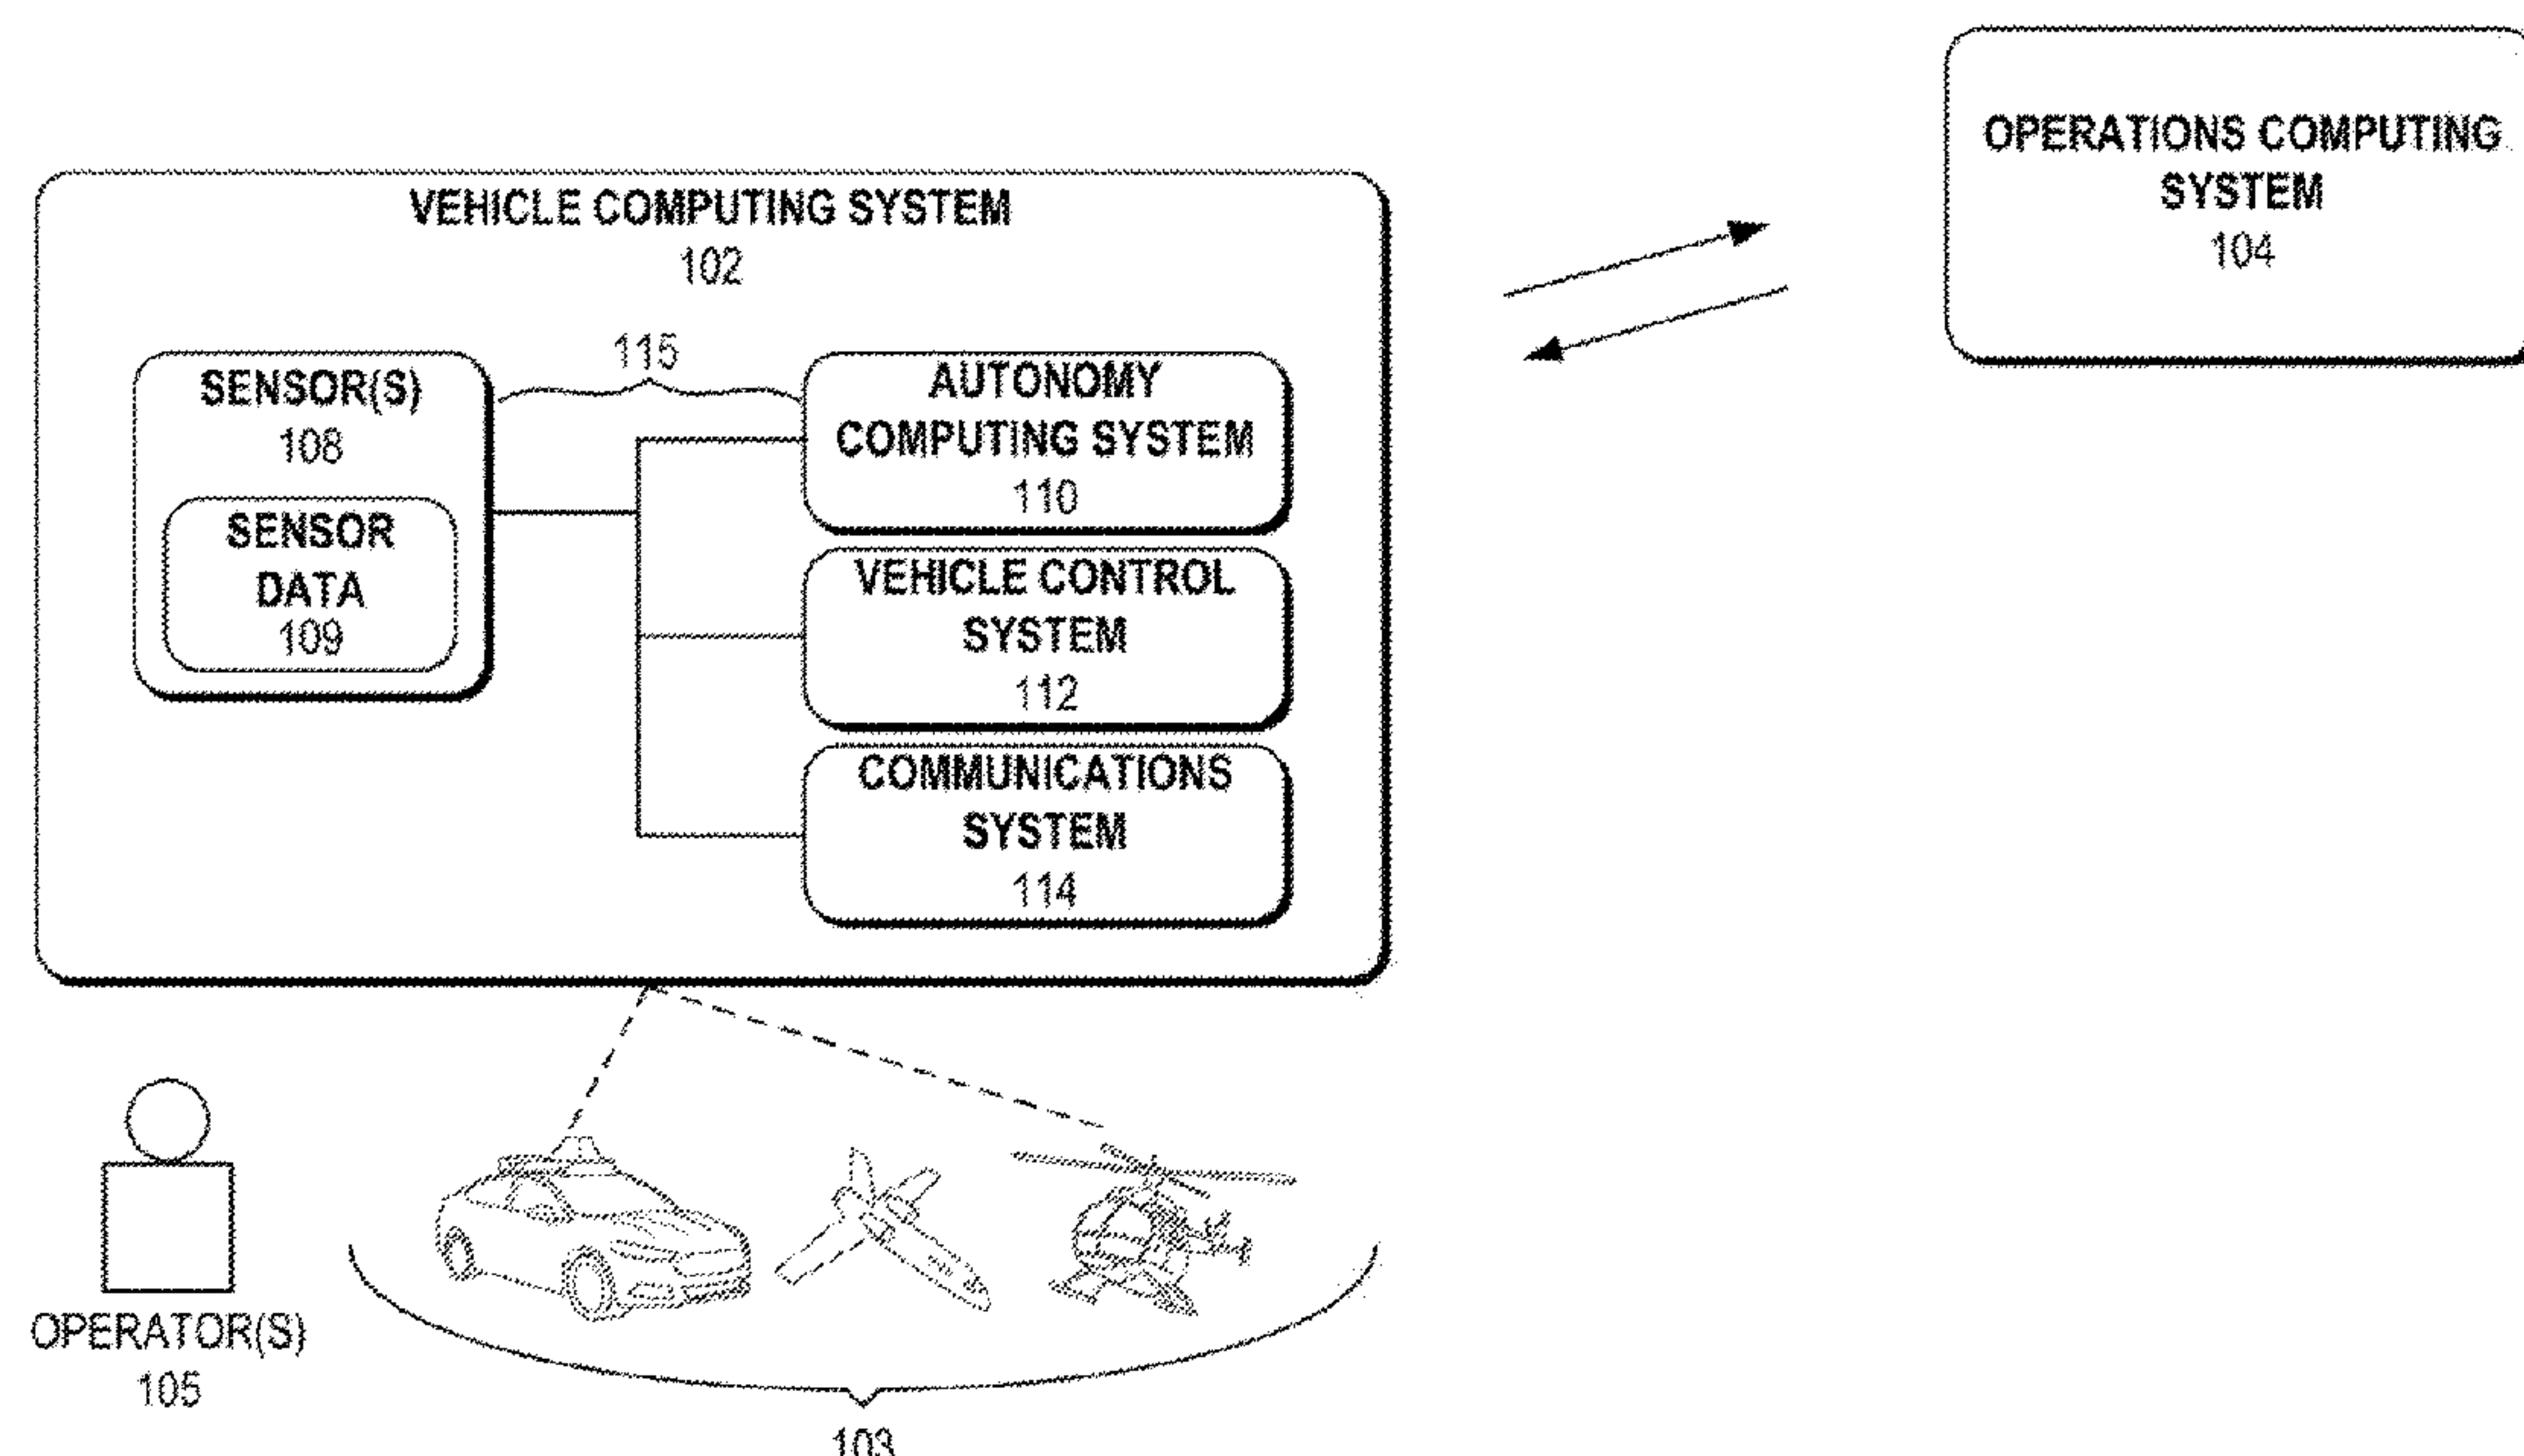 OPERATIONS COMPUTING
SYSTEM
104
VEHICLE COMPUTING SYSTEM
102
115
SENSOR(S)
108
SENSOR
DATA
109
AUTONOMY
COMPUTING SYSTEM
110
VEHICLE CONTROL
SYSTEM
112
COMMUNICATIONS
SYSTEM
114
OPERATOR(S)
105
103